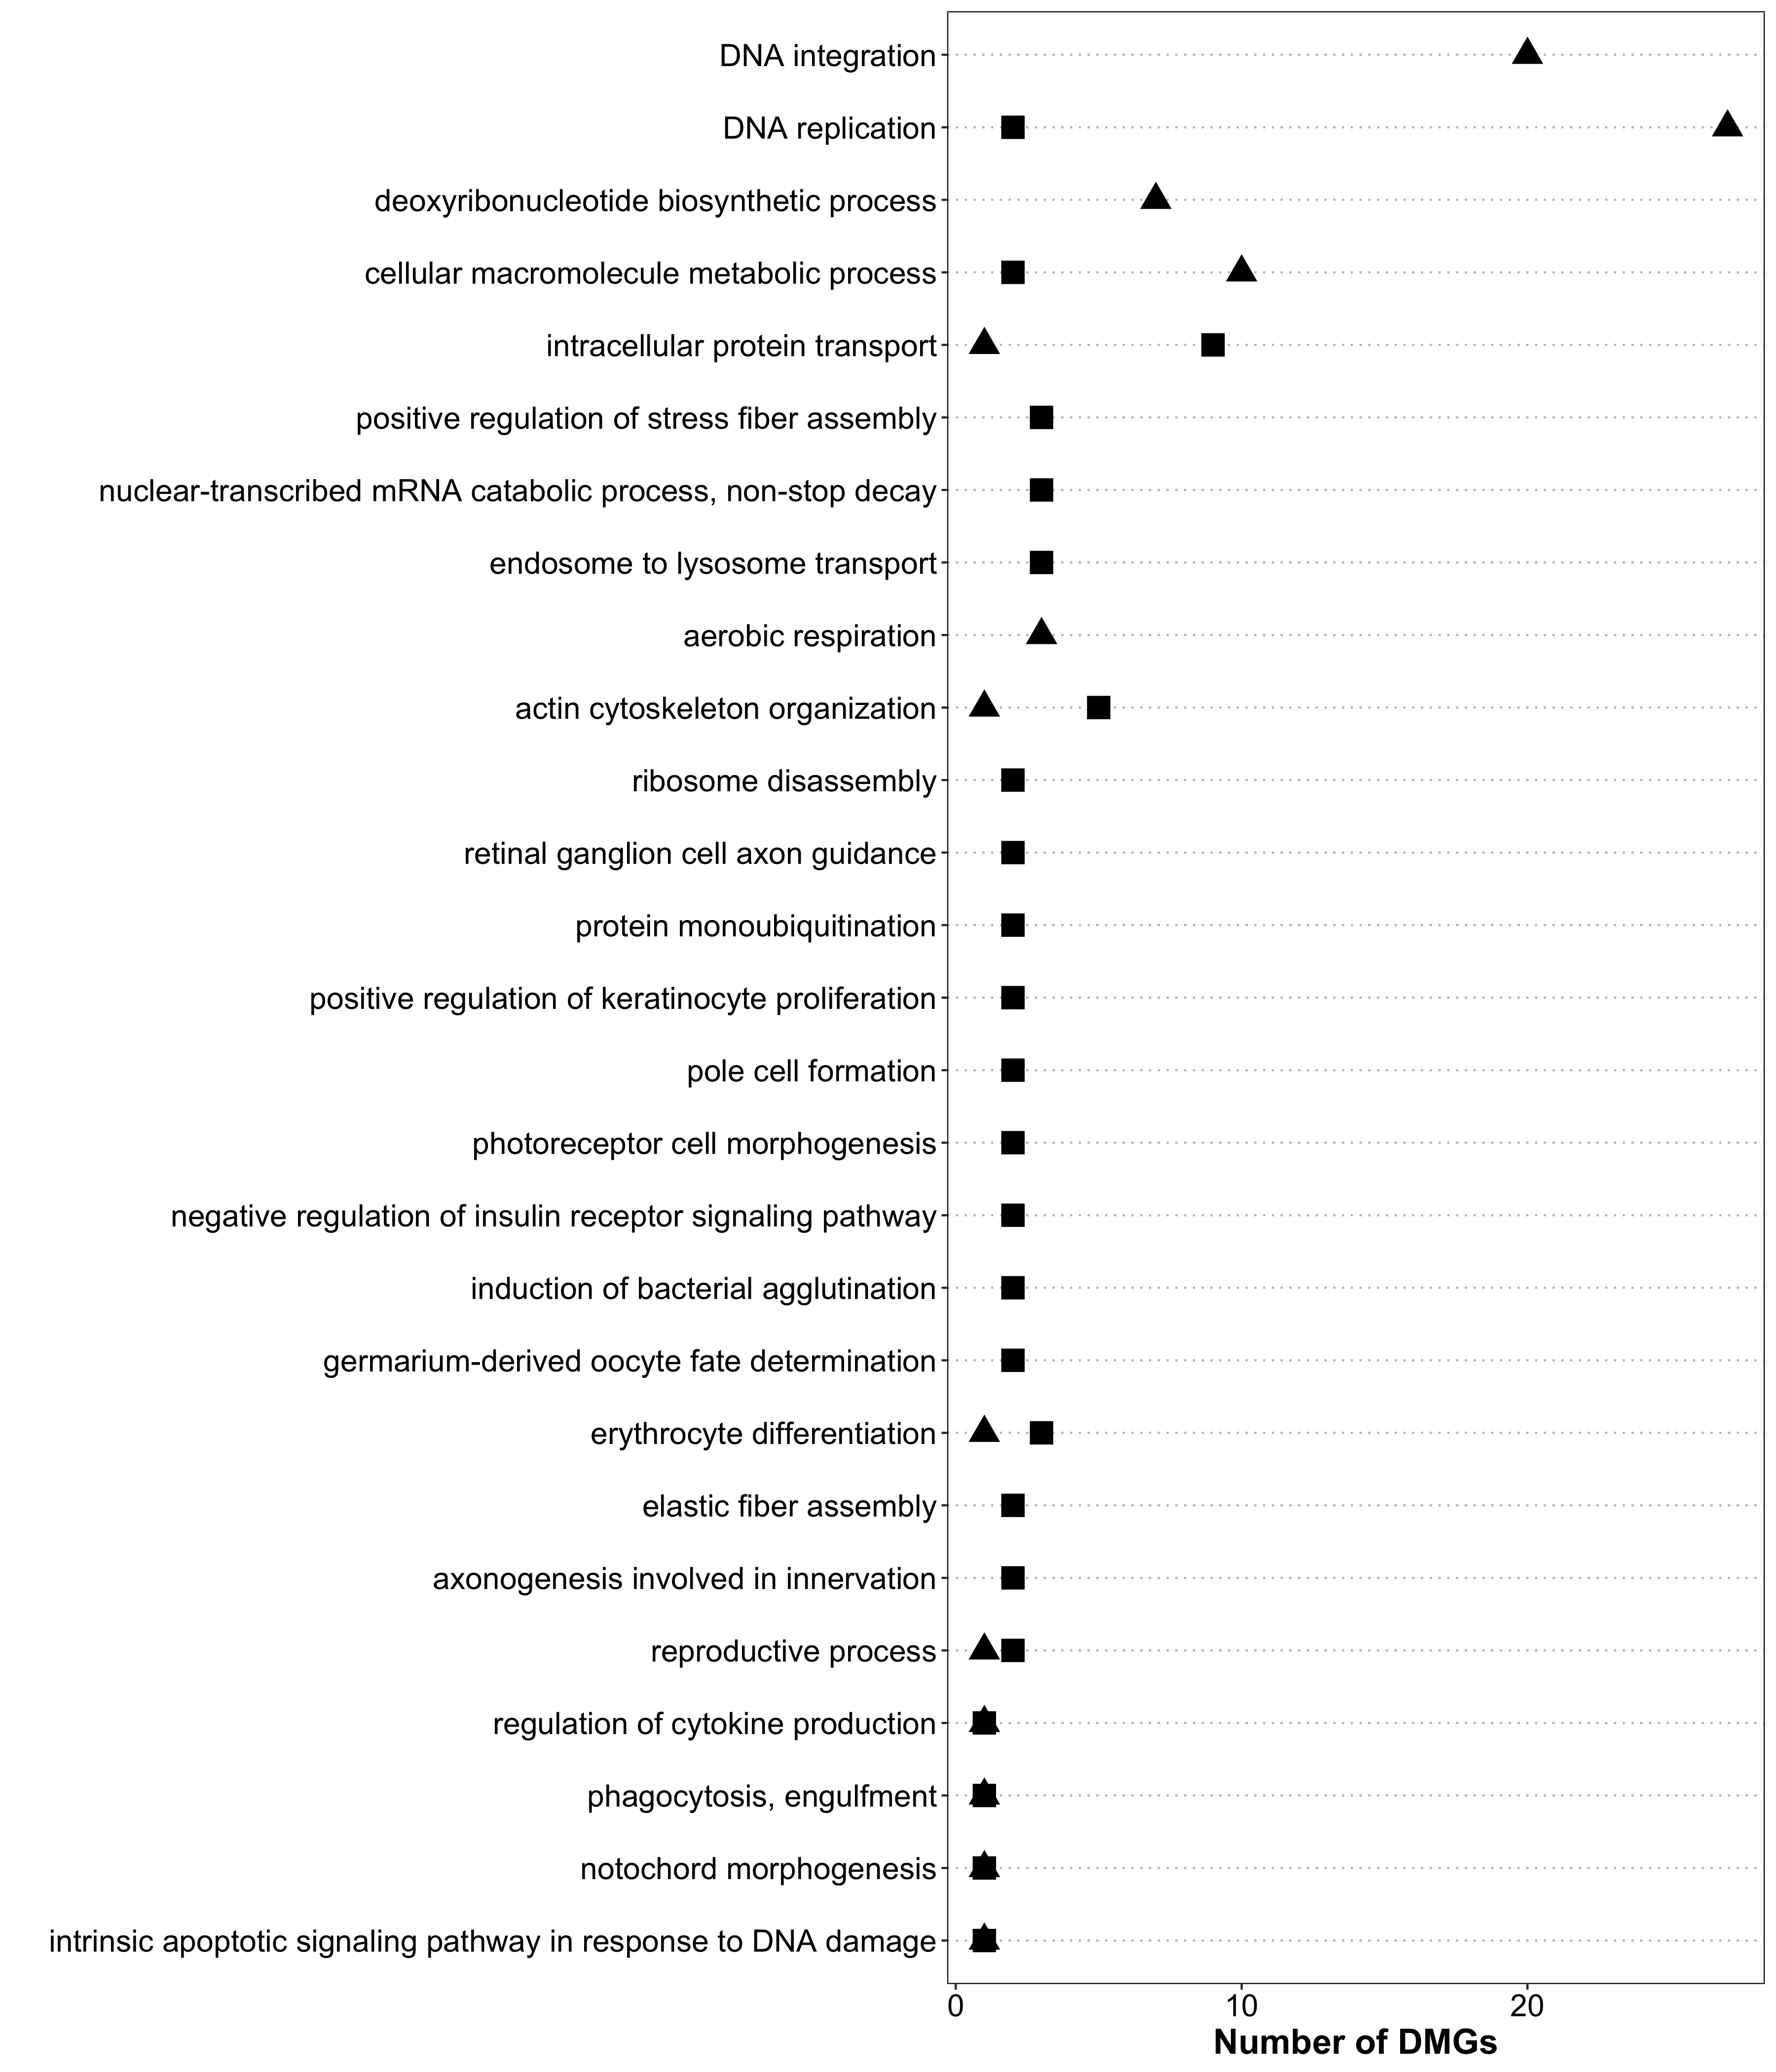 DNA integration
DNA replication
deoxyribonucleotide biosynthetic process
cellular macromolecule metabolic process
intracellular protein transport
positive regulation of stress fiber assembly
nuclear-transcribed mRNA catabolic process, non-stop decay
endosome to lysosome transport
aerobic respiration
actin cytoskeleton organization
ribosome disassembly
retinal ganglion cell axon guidance
protein monoubiquitination
positive regulation of keratinocyte proliferation
pole cell formation
photoreceptor cell morphogenesis
negative regulation of insulin receptor signaling pathway
induction of bacterial agglutination
germarium-derived oocyte fate determination
erythrocyte differentiation
elastic fiber assembly
axonogenesis involved in innervation
reproductive process
regulation of cytokine production
phagocytosis, engulfment
notochord morphogenesis
intrinsic apoptotic signaling pathway in response to DNA damage
0 10 20
Number of DMGs